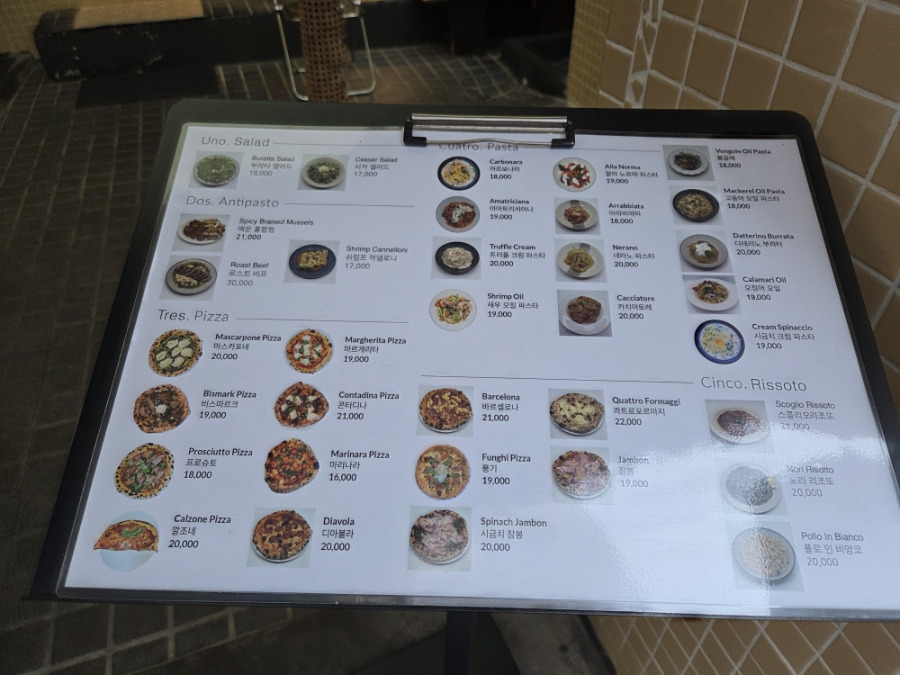 Uno. Salad
Buratta Salad
부라타 샐러드
18,000
Ceaser Salad
시저 샐러드
17,000
Dos. Antipasto
Spicy Braised Mussels
매운 홍합찜
21,000
Roast Beef
로스트 비프
30,000
Shrimp Cannelloni
쉬림프 까넬로니
17,000
Tres. Pizza
Mascarpone Pizza
마스카포네
20,000
Margherita Pizza
마르게리타
19,000
Bismark Pizza
비스마르크
19,000
Contadina Pizza
콘타디나
21,000
Prosciutto Pizza
프로슈토
18,000
Marinara Pizza
마리나라
16,000
Calzone Pizza
깔조네
20,000
Diavola
디아볼라
20,000
Barcelona
바르셀로나
21,000
Quattro Formaggi
콰트로포르마지
22,000
Funghi Pizza
풍기
19,000
Jambon
잠봉
19,000
Spinach Jambon
시금치 잠봉
20,000
Cuatro. Pasta
Carbonara
까르보나라
18,000
Alla Norma
알라 노르마 파스타
19,000
Vongole Oil Pasta
봉골레
18,000
Amatriciana
아마트리치아나
19,000
Arrabbiata
아라비아따
18,000
Mackerel Oil Pasta
고등어 오일 파스타
18,000
Truffle Cream
트러플 크림 파스타
20,000
Nerano
네라노 파스타
20,000
Datterino Burrata
다테리노 부라타
20,000
Shrimp Oil
새우 오일 파스타
19,000
Cacciatore
카치아토레
20,000
Calamari Oil
오징어 오일
19,000
Cream Spinaccio
시금치 크림 파스타
19,000
Cinco. Rissoto
Scoglio Rissoto
스콜리오리조또
21,000
Nori Risotto
노리 리조또
20,000
Pollo In Bianco
폴로 인 비앙코
20,000